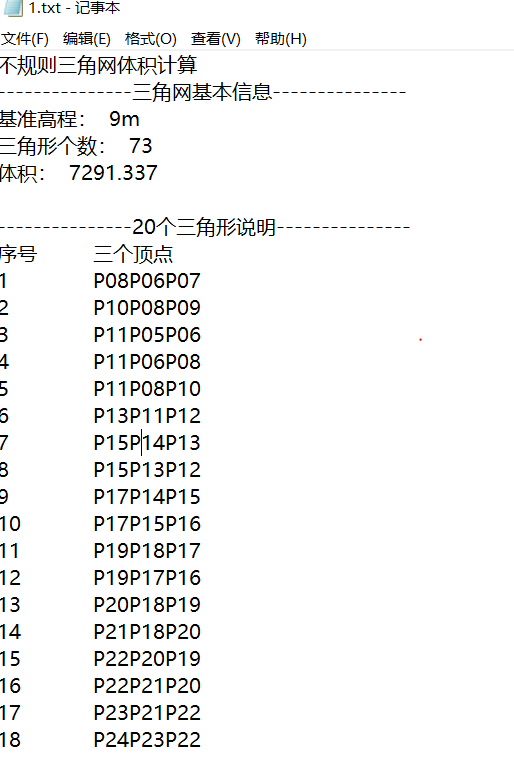 1.txt - 记事本
文件(F) 编辑(E) 格式(O) 查看(V) 帮助(H)
不规则三角网体积计算
---------------三角网基本信息---------------
基准高程： 9m
三角形个数： 73
体积： 7291.337
---------------20个三角形说明---------------
序号 三个顶点
1 P08P06P07
2 P10P08P09
3 P11P05P06
4 P11P06P08
5 P11P08P10
6 P13P11P12
7 P15P14P13
8 P15P13P12
9 P17P14P15
10 P17P15P16
11 P19P18P17
12 P19P17P16
13 P20P18P19
14 P21P18P20
15 P22P20P19
16 P22P21P20
17 P23P21P22
18 P24P23P22